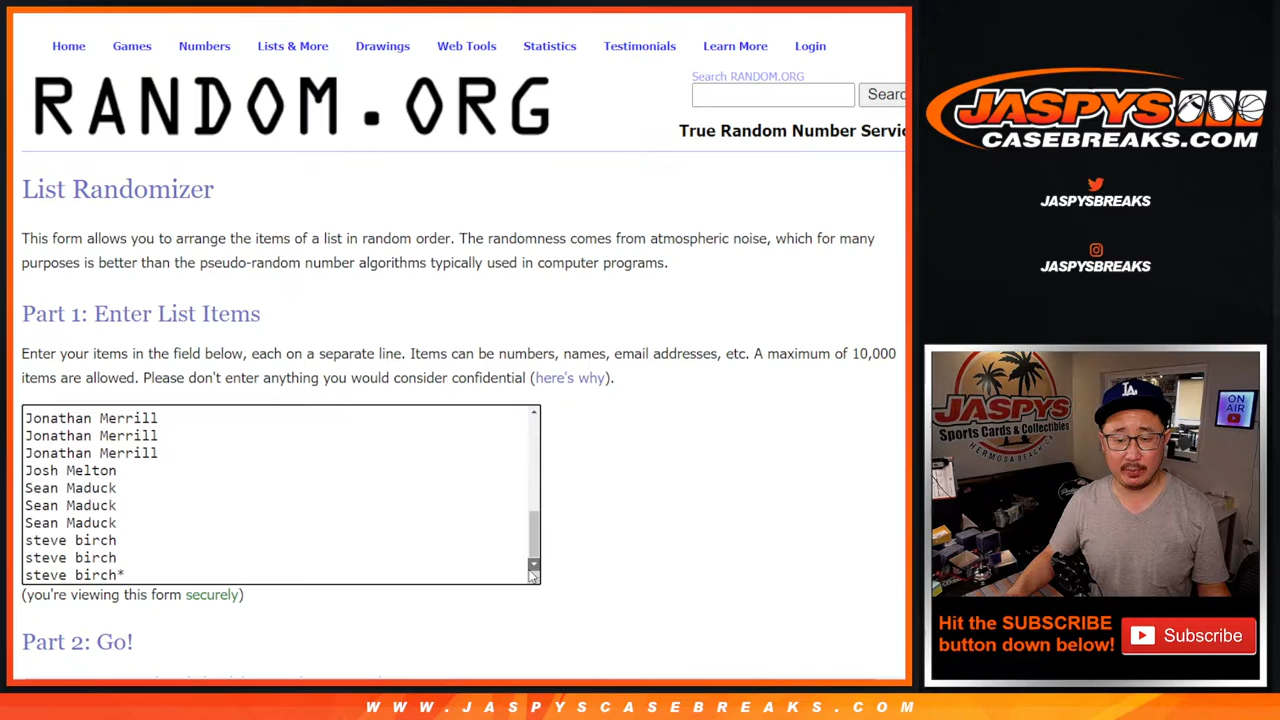 Home Games Numbers Lists & More Drawings Web Tools Statistics Testimonials Learn More Login
RANDOM.ORG
Search RANDOM.ORG
Searc
True Random Number Servic
List Randomizer
This form allows you to arrange the items of a list in random order. The randomness comes from atmospheric noise, which for many
purposes is better than the pseudo-random number algorithms typically used in computer programs.
Part 1: Enter List Items
Enter your items in the field below, each on a separate line. Items can be numbers, names, email addresses, etc. A maximum of 10,000
items are allowed. Please don't enter anything you would consider confidential (here's why).
Jonathan Merrill
Jonathan Merrill
Jonathan Merrill
Josh Melton
Sean Maduck
Sean Maduck
Sean Maduck
steve birch
steve birch
steve birch*
(you're viewing this form securely)
Part 2: Go!
JASPYS
CASEBREAKS.COM
JASPYSBREAKS
JASPYSBREAKS
JASPYS
Sports Cards & Collectibles
HERMOSA BEACH, CA
LA
ON
AIR
Hit the SUBSCRIBE
button down below!
Subscribe
WWW.JASPYSCASEBREAKS.COM